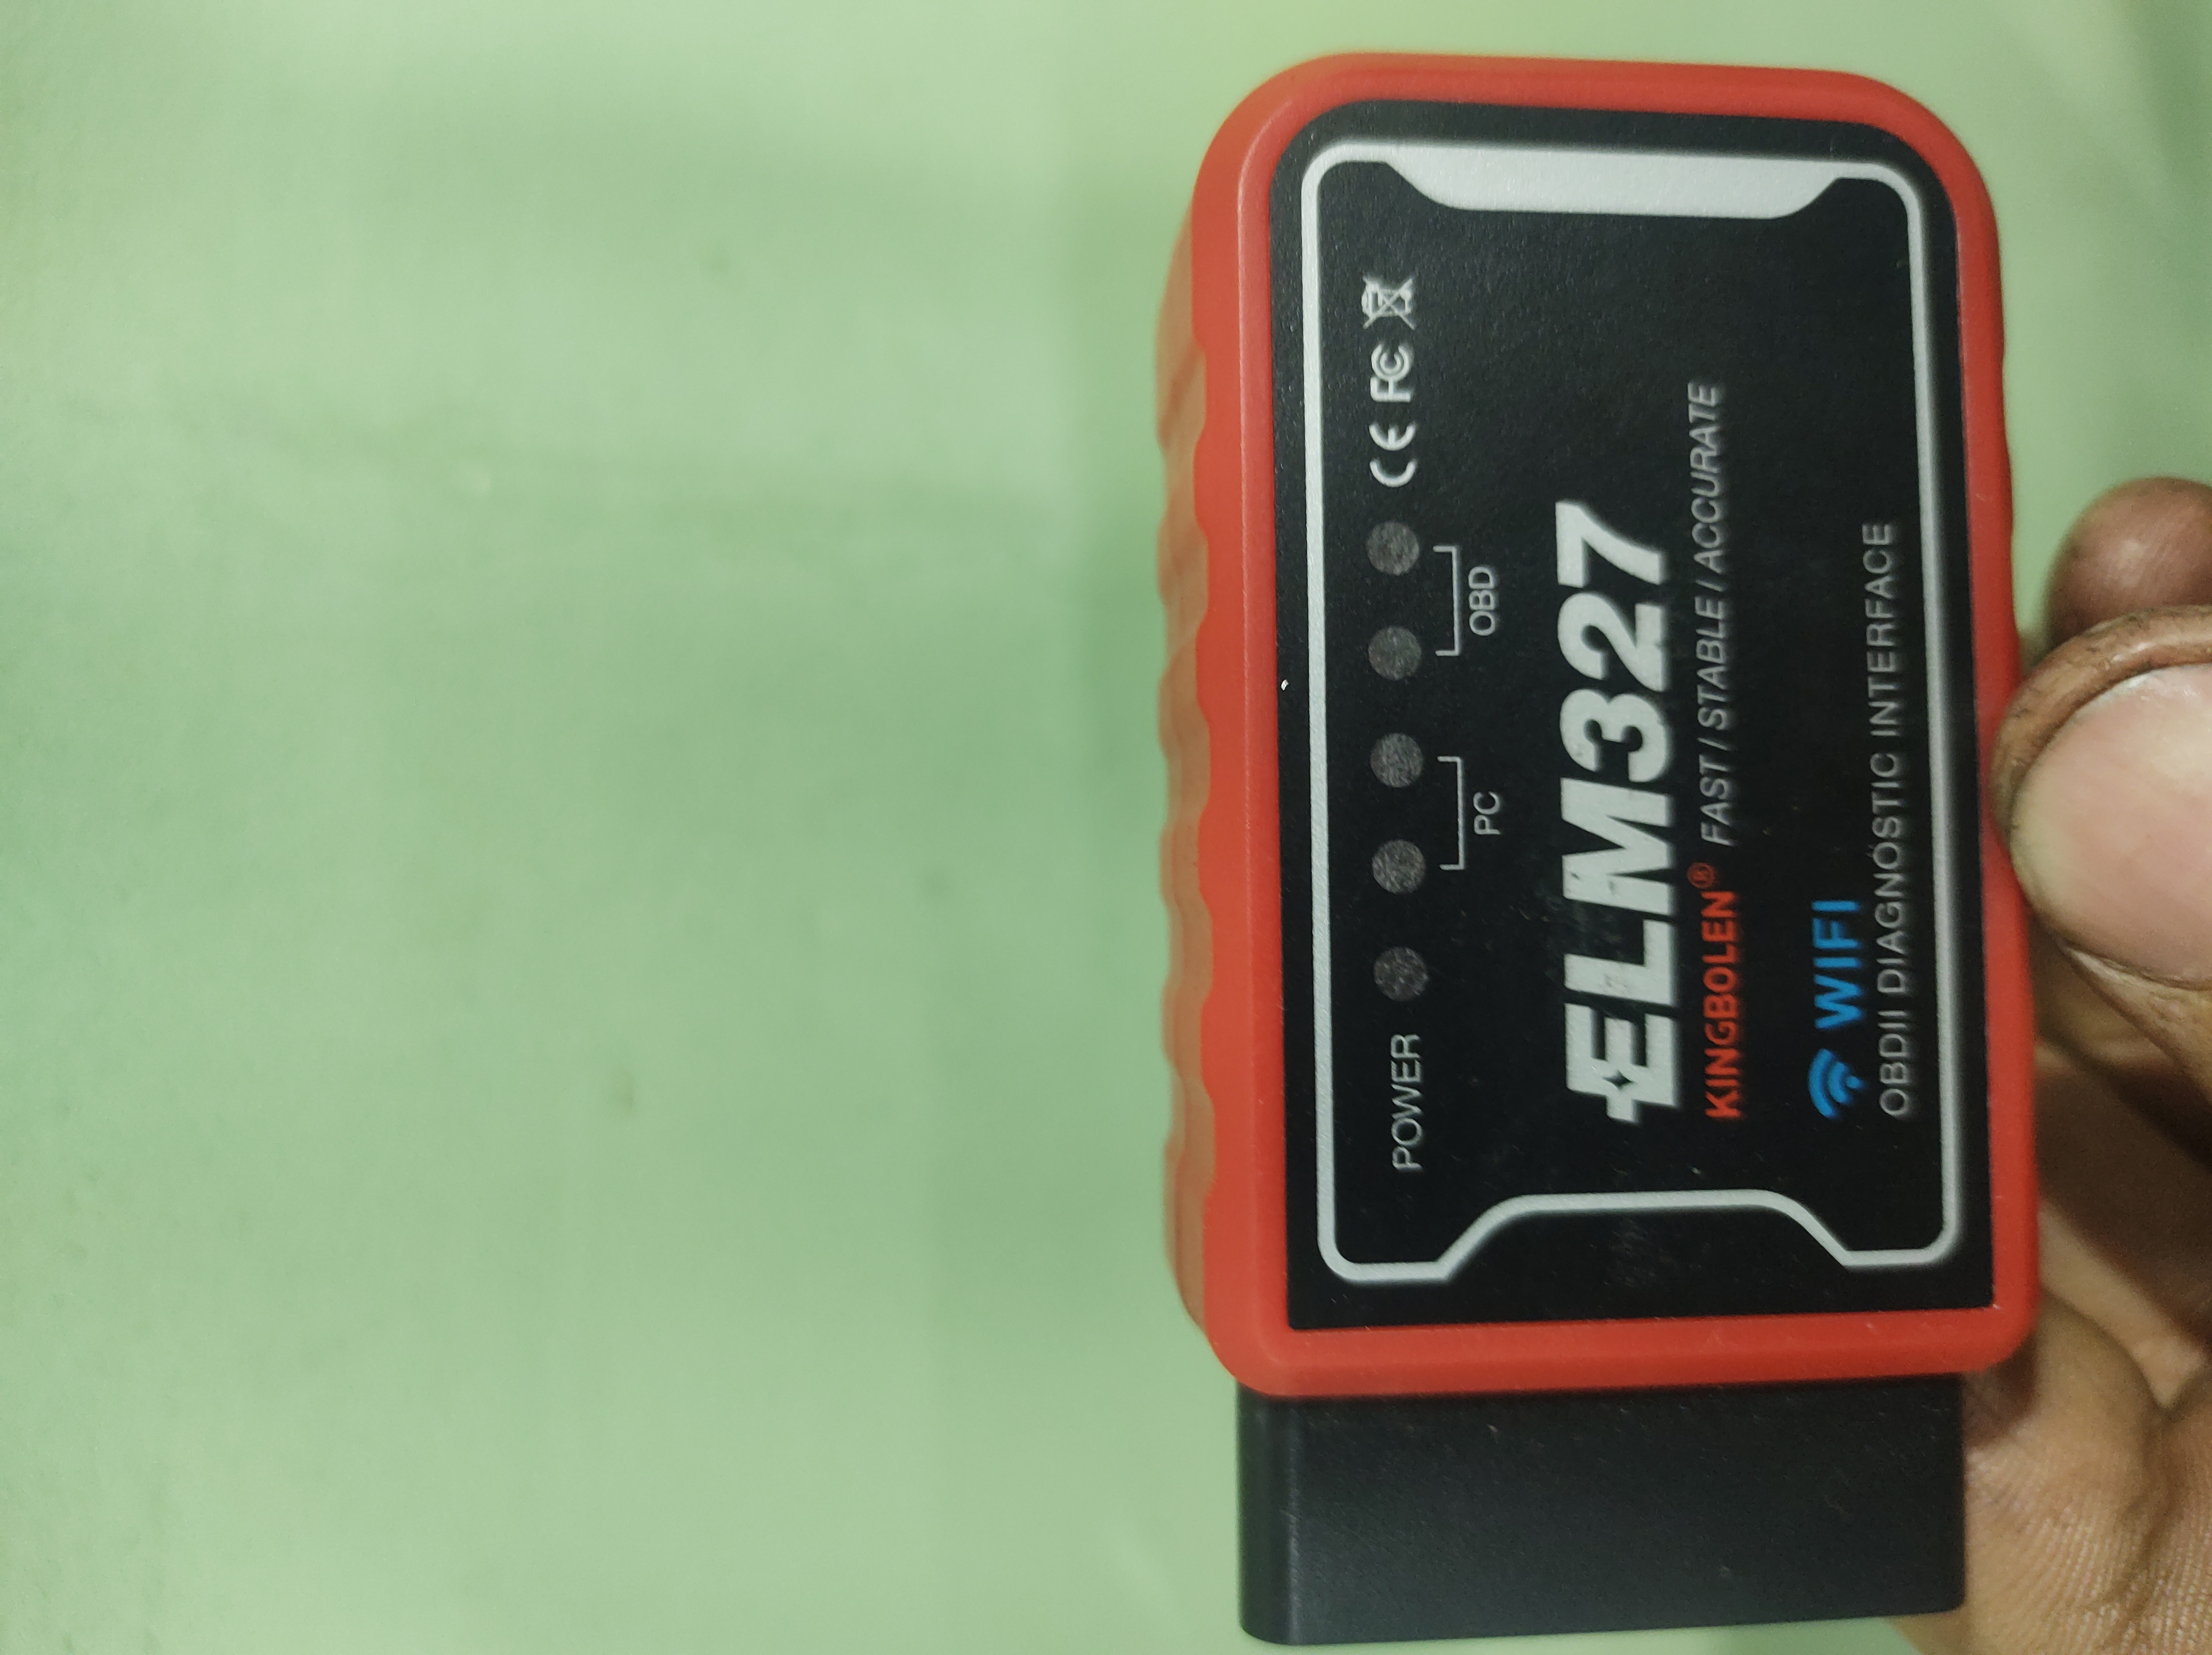 POWER
PC
OBD
CE FC
ELM327
KINGBOLEN® FAST / STABLE / ACCURATE
WIFI
OBDII DIAGNOSTIC INTERFACE